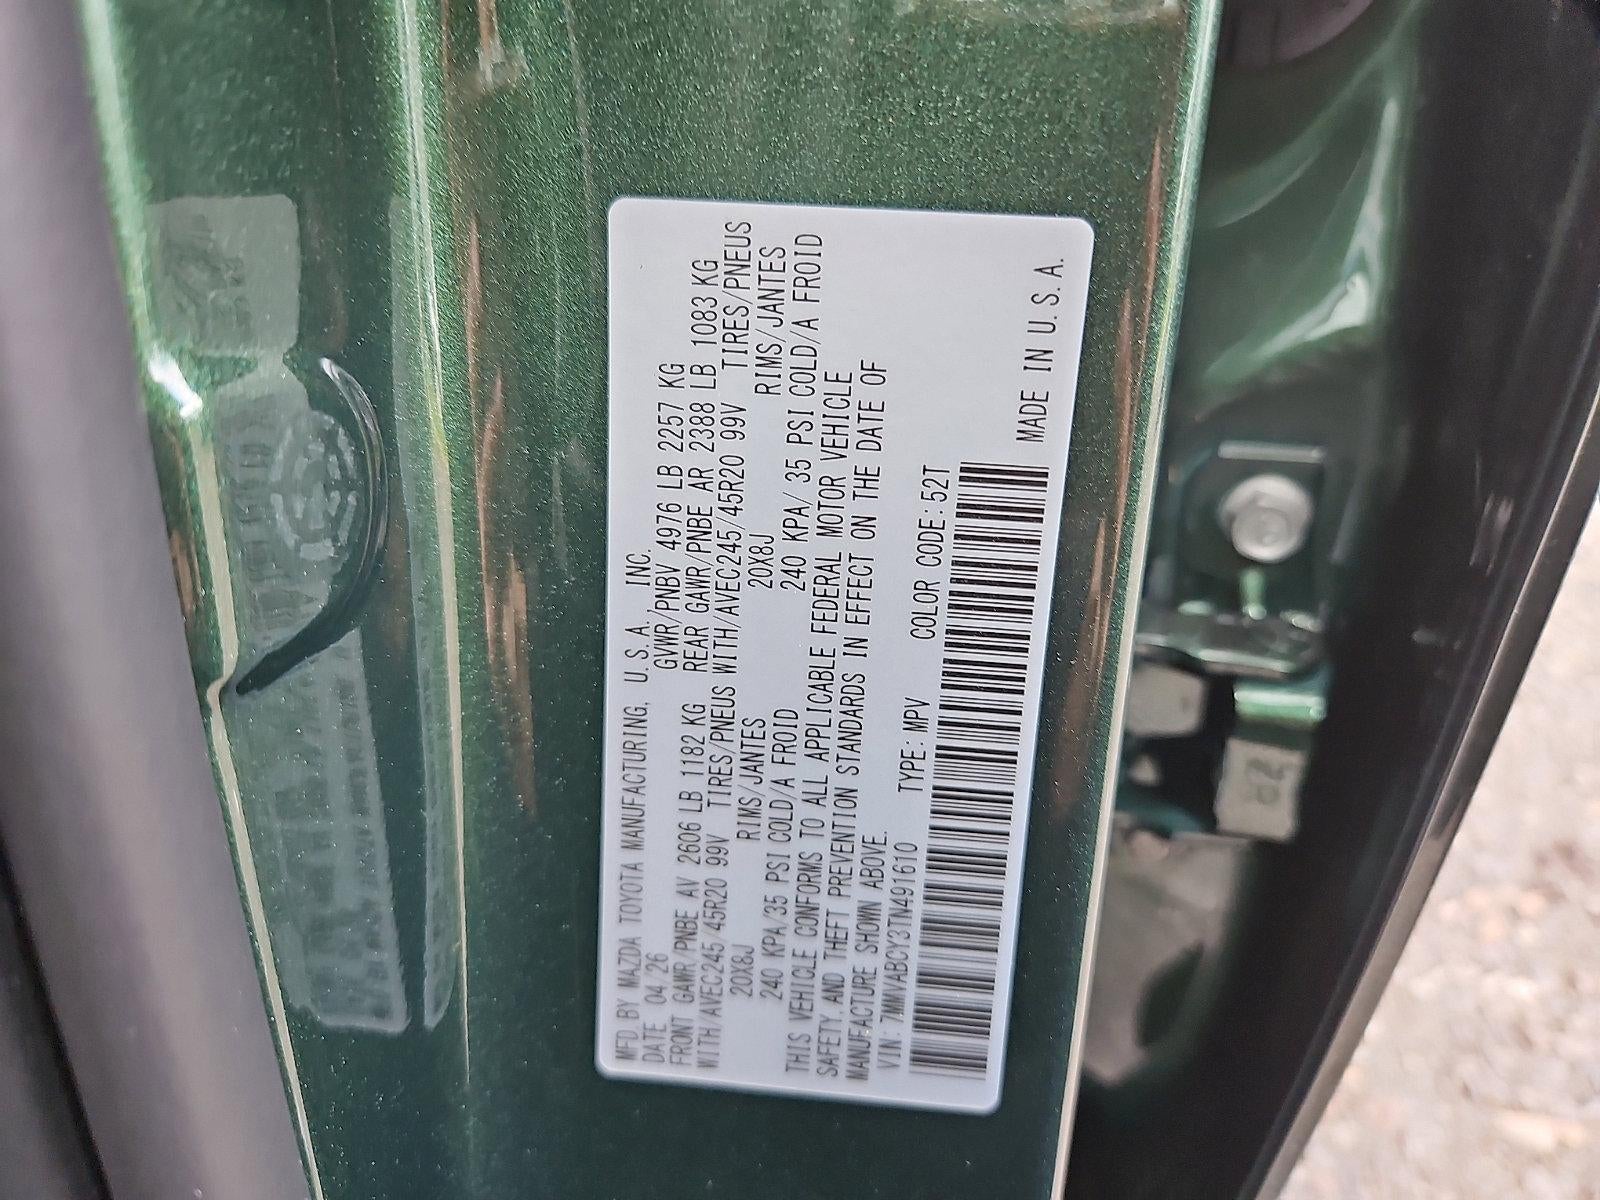 MFD.BY MAZDA TOYOTA MANUFACTURING, U.S.A., INC.
DATE 04 26 GVWR/PNBV 4976 LB 2257 KG
FRONT GAWR/PNBE AV 2606 LB 1182 KG REAR GAWR/PNBE AR 2388 LB 1083 KG
WITH/AVEC245/45R20 99V TIRES/PNEUS WITH/AVEC245/45R20 99V TIRES/PNEUS
20X8J RIMS/JANTES 20X8J RIMS/JANTES
240 KPA/35 PSI COLD/A FROID 240 KPA/ 35 PSI COLD/A FROID
THIS VEHICLE CONFORMS TO ALL APPLICABLE FEDERAL MOTOR VEHICLE
SAFETY, AND THEFT PREVENTION STANDARDS IN EFFECT ON THE DATE OF
MANUFACTURE SHOWN ABOVE.
VIN: 7MMVABCY3TN491610 TYPE: MPV COLOR CODE:52T
MADE IN U.S.A.
2R